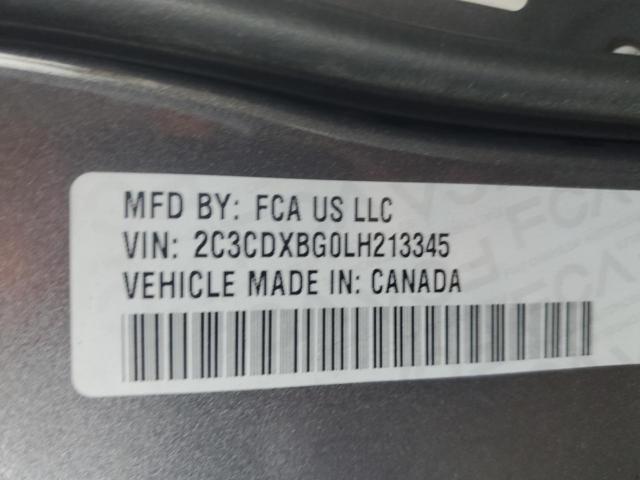 MFD BY: FCA US LLC
VIN: 2C3CDXBG0LH213345
VEHICLE MADE IN: CANADA